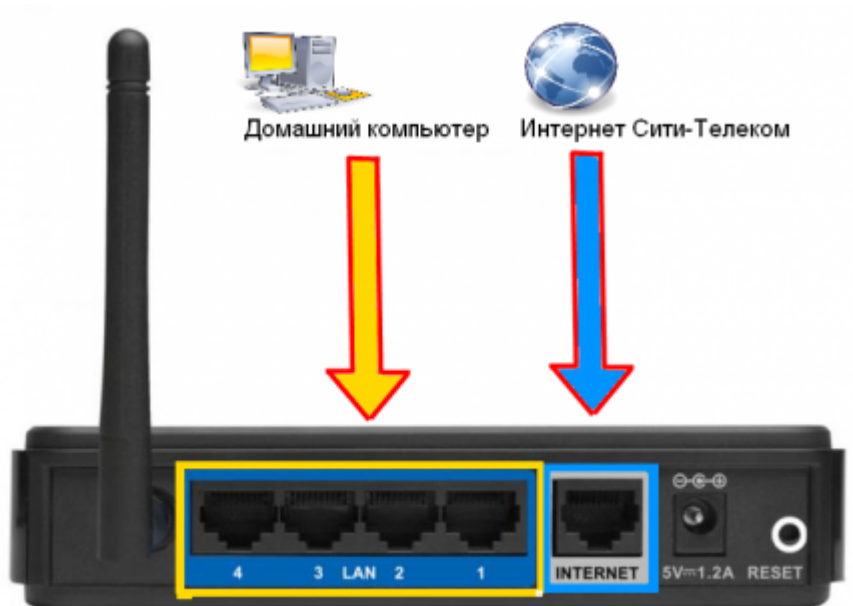 Домашний компьютер
Интернет Сити-Телеком
4 3 LAN 2 1
INTERNET
5V⎓1.2A
RESET